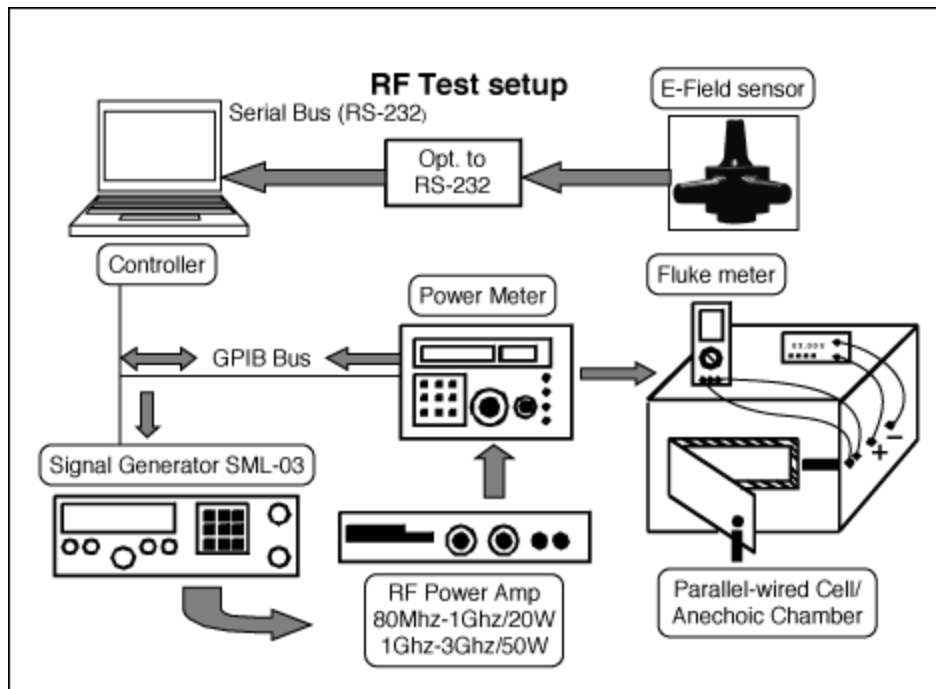 RF Test setup
E-Field sensor
Serial Bus (RS-232)
Opt. to
RS-232
Controller
Fluke meter
Power Meter
GPIB Bus
03.00V
+
−
Signal Generator SML-03
RF Power Amp
80Mhz-1Ghz/20W
1Ghz-3Ghz/50W
Parallel-wired Cell/
Anechoic Chamber